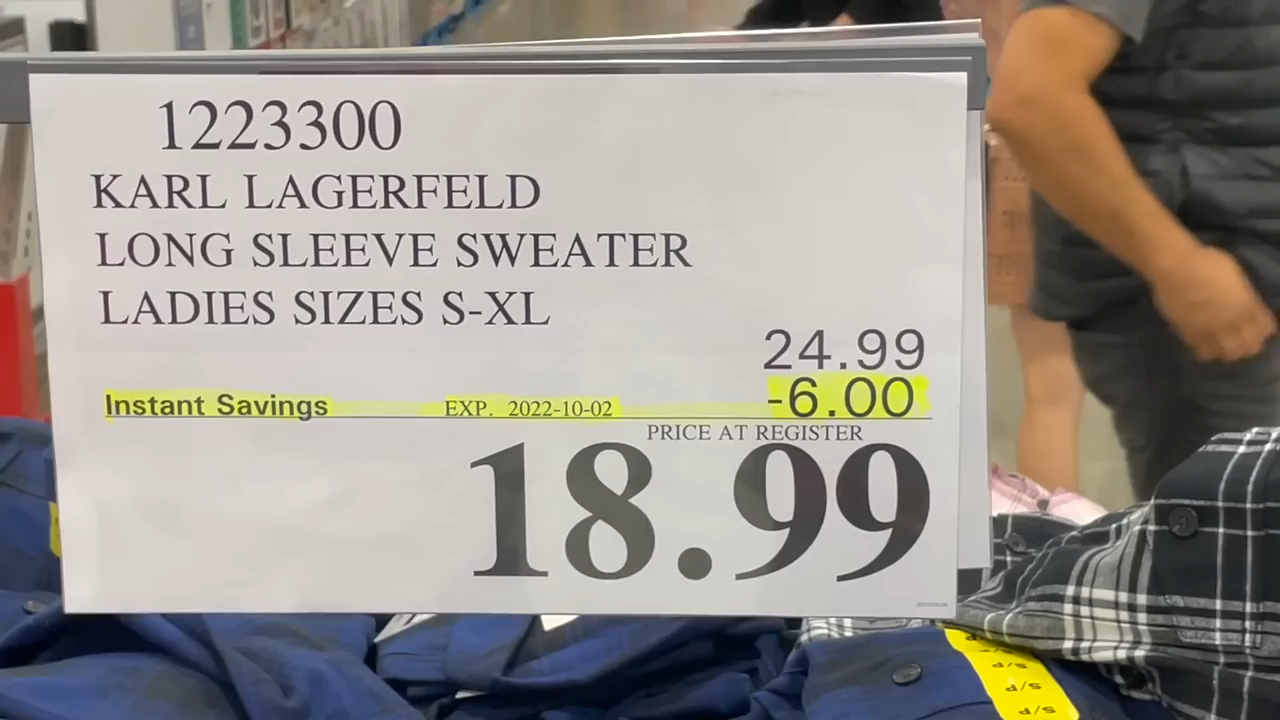 1223300
KARL LAGERFELD
LONG SLEEVE SWEATER
LADIES SIZES S-XL
24.99
Instant Savings EXP. 2022-10-02 -6.00
PRICE AT REGISTER
18.99
S/P
S/P
S/P